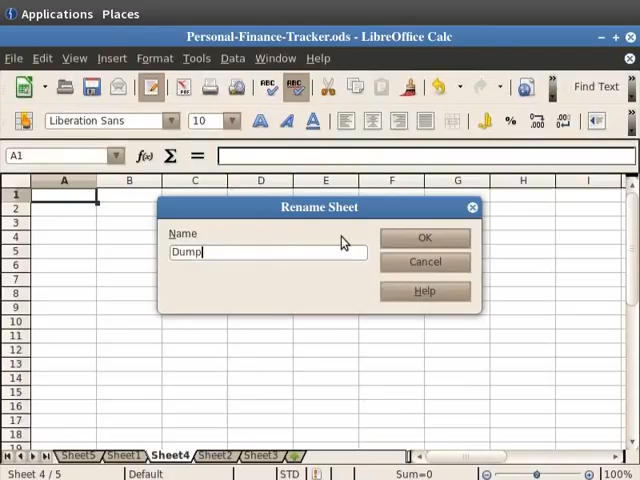 Applications Places
Personal-Finance-Tracker.ods - LibreOffice Calc
File Edit View Insert Format Tools Data Window Help
ABC ABC Find Text
Liberation Sans 10 A A A % 
A1 f(x) Σ =
A B C D E F G H I
1
2
3
4
5
6
7
8
9
10
11
12
13
14
15
16
17
18
19
Rename Sheet
Name
Dump
OK
Cancel
Help
Sheet5 Sheet1 Sheet4 Sheet2 Sheet3
Sheet 4 / 5 Default STD Sum=0 100%